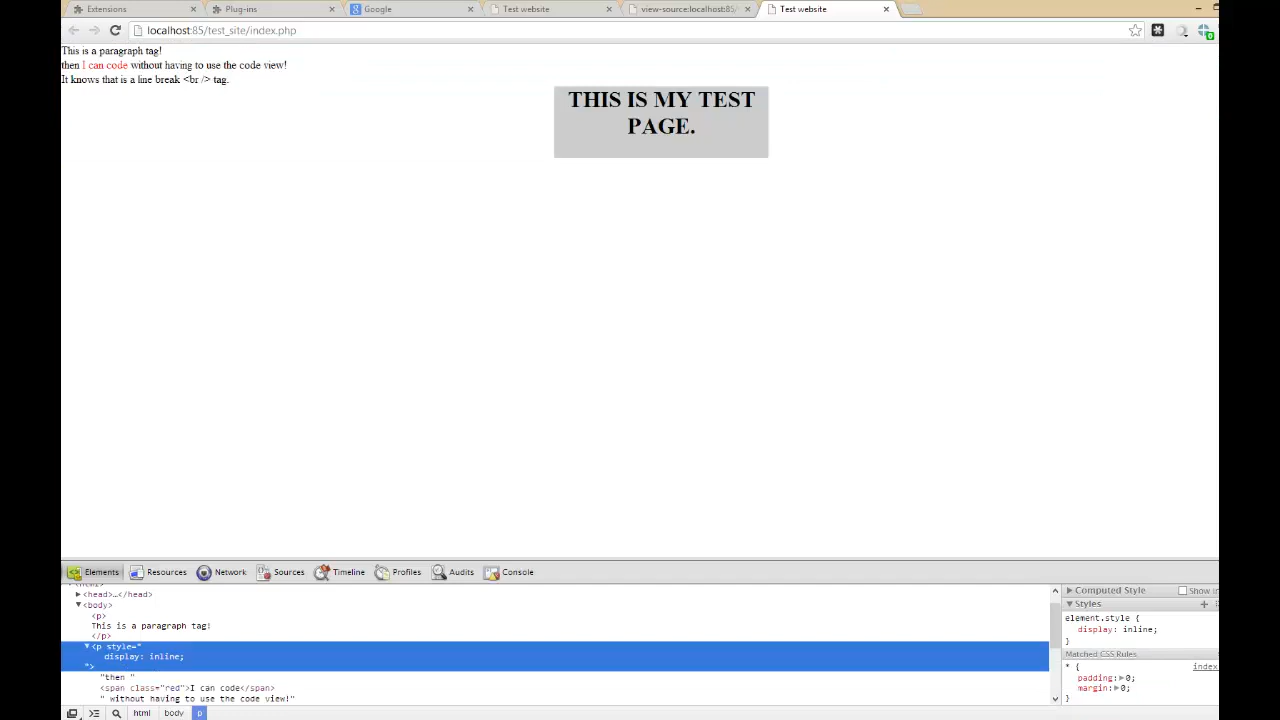 Extensions × Plug-ins × Google × Test website × view-source:localhost85/ × Test website ×
localhost:85/test_site/index.php
This is a paragraph tag!
then I can code without having to use the code view!
It knows that is a line break <br /> tag.
THIS IS MY TEST
PAGE.
Elements Resources Network Sources Timeline Profiles Audits Console
▶<head>…</head>
▼<body>
<p>
This is a paragraph tag!
</p>
▼<p style="
display: inline;
">
"then "
<span class="red">I can code</span>
" without having to use the code view!"
html body p
▶ Computed Style Show in
▼ Styles
element.style {
display: inline;
}
Matched CSS Rules
* { index
padding:▶0;
margin:▶0;
}